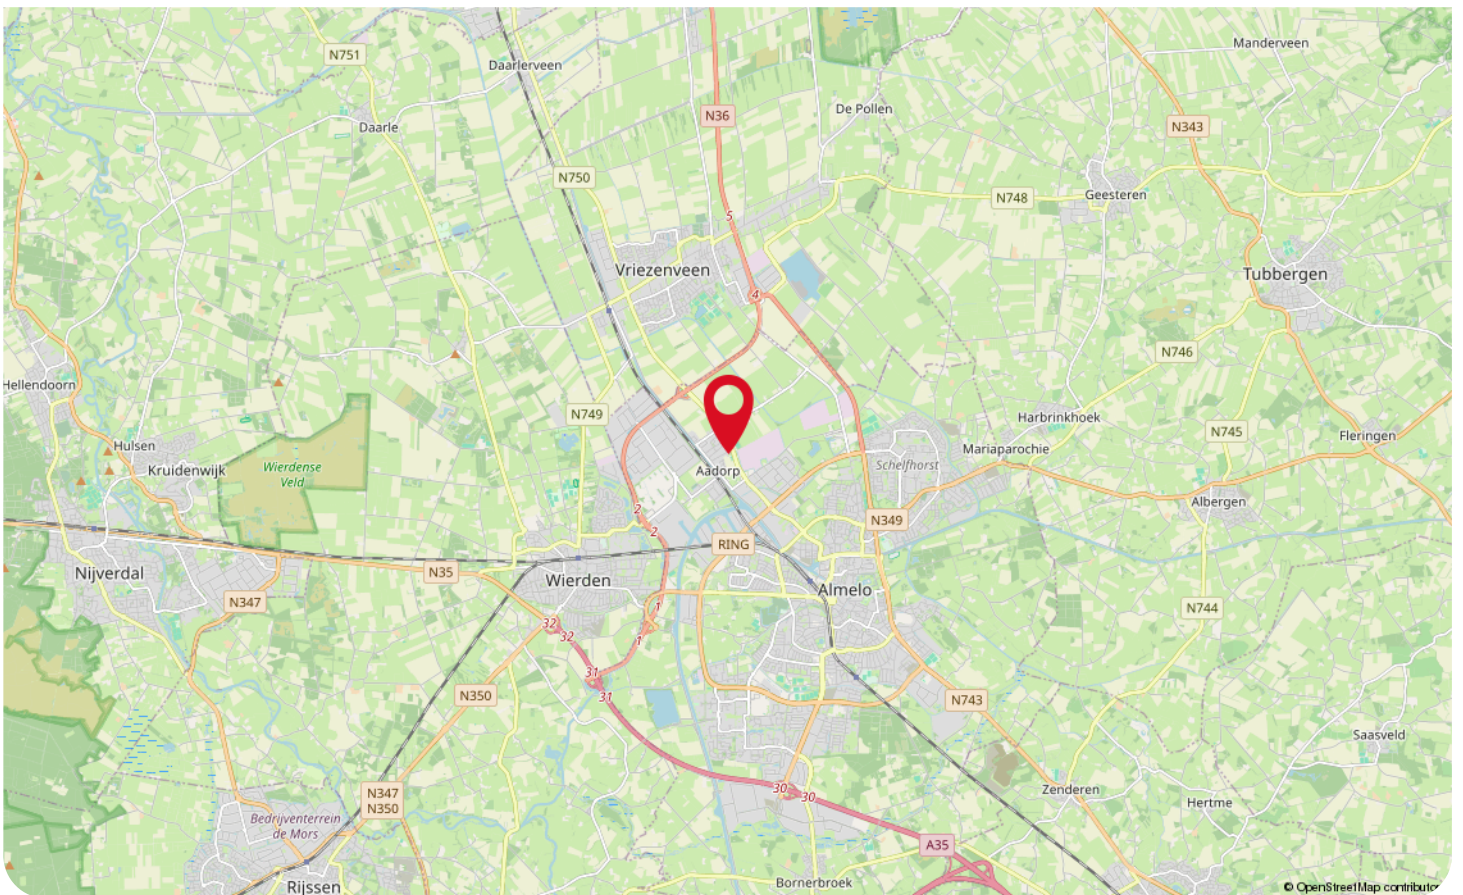 Manderveen
N751
Daarlerveen
De Pollen
N36
Daarle
N343
N750
Geesteren
N748
5
Vriezenveen
Tubbergen
4
N746
Hellendoorn
N749
Harbrinkhoek
N745
Fleringen
Hulsen
Mariaparochie
Kruidenwijk
Wierdense
Veld
Schelfhorst
Aadorp
Albergen
2
N349
2
RING
Nijverdal
N35
Wierden
Almelo
N347
1
N744
32
32
1
31
31
N350
N743
Saasveld
30
30
Zenderen
N347
N350
Hertme
Bedrijventerrein
de Mors
A35
Rijssen
Bornerbroek
© OpenStreetMap contributor